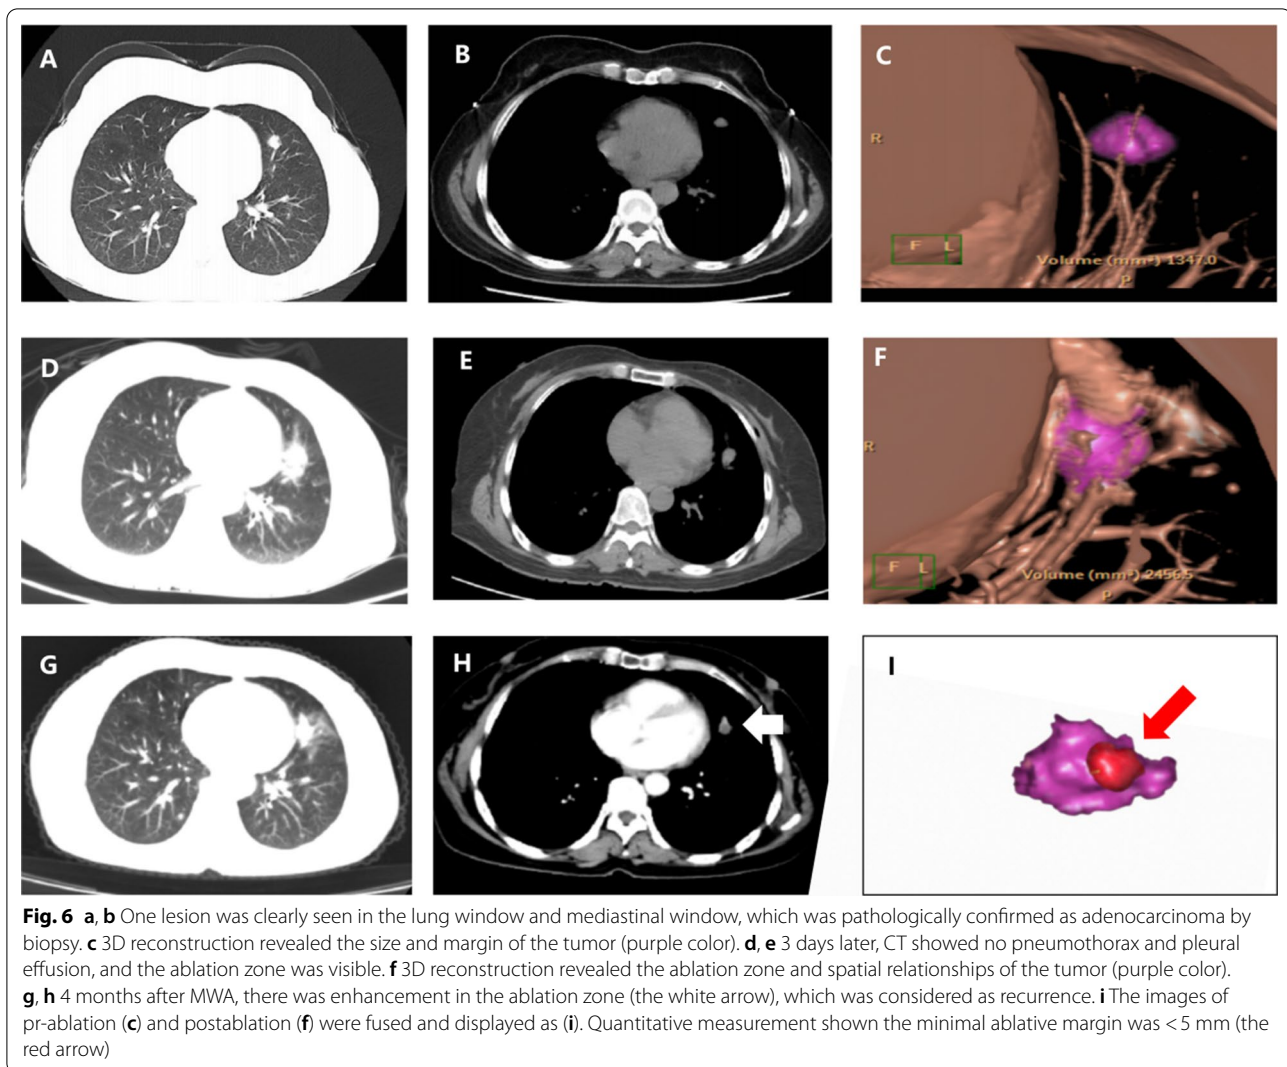 A
B
C
R
F L
Volume (mm³) 1347.0
P
D
E
F
R
F L
Volume (mm³) 2456.5
P
G
H
I
Fig. 6 a, b One lesion was clearly seen in the lung window and mediastinal window, which was pathologically confirmed as adenocarcinoma by
biopsy. c 3D reconstruction revealed the size and margin of the tumor (purple color). d, e 3 days later, CT showed no pneumothorax and pleural
effusion, and the ablation zone was visible. f 3D reconstruction revealed the ablation zone and spatial relationships of the tumor (purple color).
g, h 4 months after MWA, there was enhancement in the ablation zone (the white arrow), which was considered as recurrence. i The images of
pr-ablation (c) and postablation (f) were fused and displayed as (i). Quantitative measurement shown the minimal ablative margin was < 5 mm (the
red arrow)